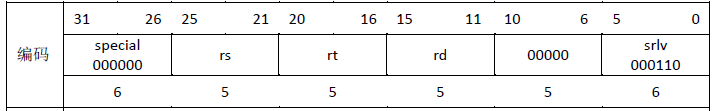 31 26 25 21 20 16 15 11 10 6 5 0
编码 special rs rt rd 00000 srlv
000000 000110
6 5 5 5 5 6